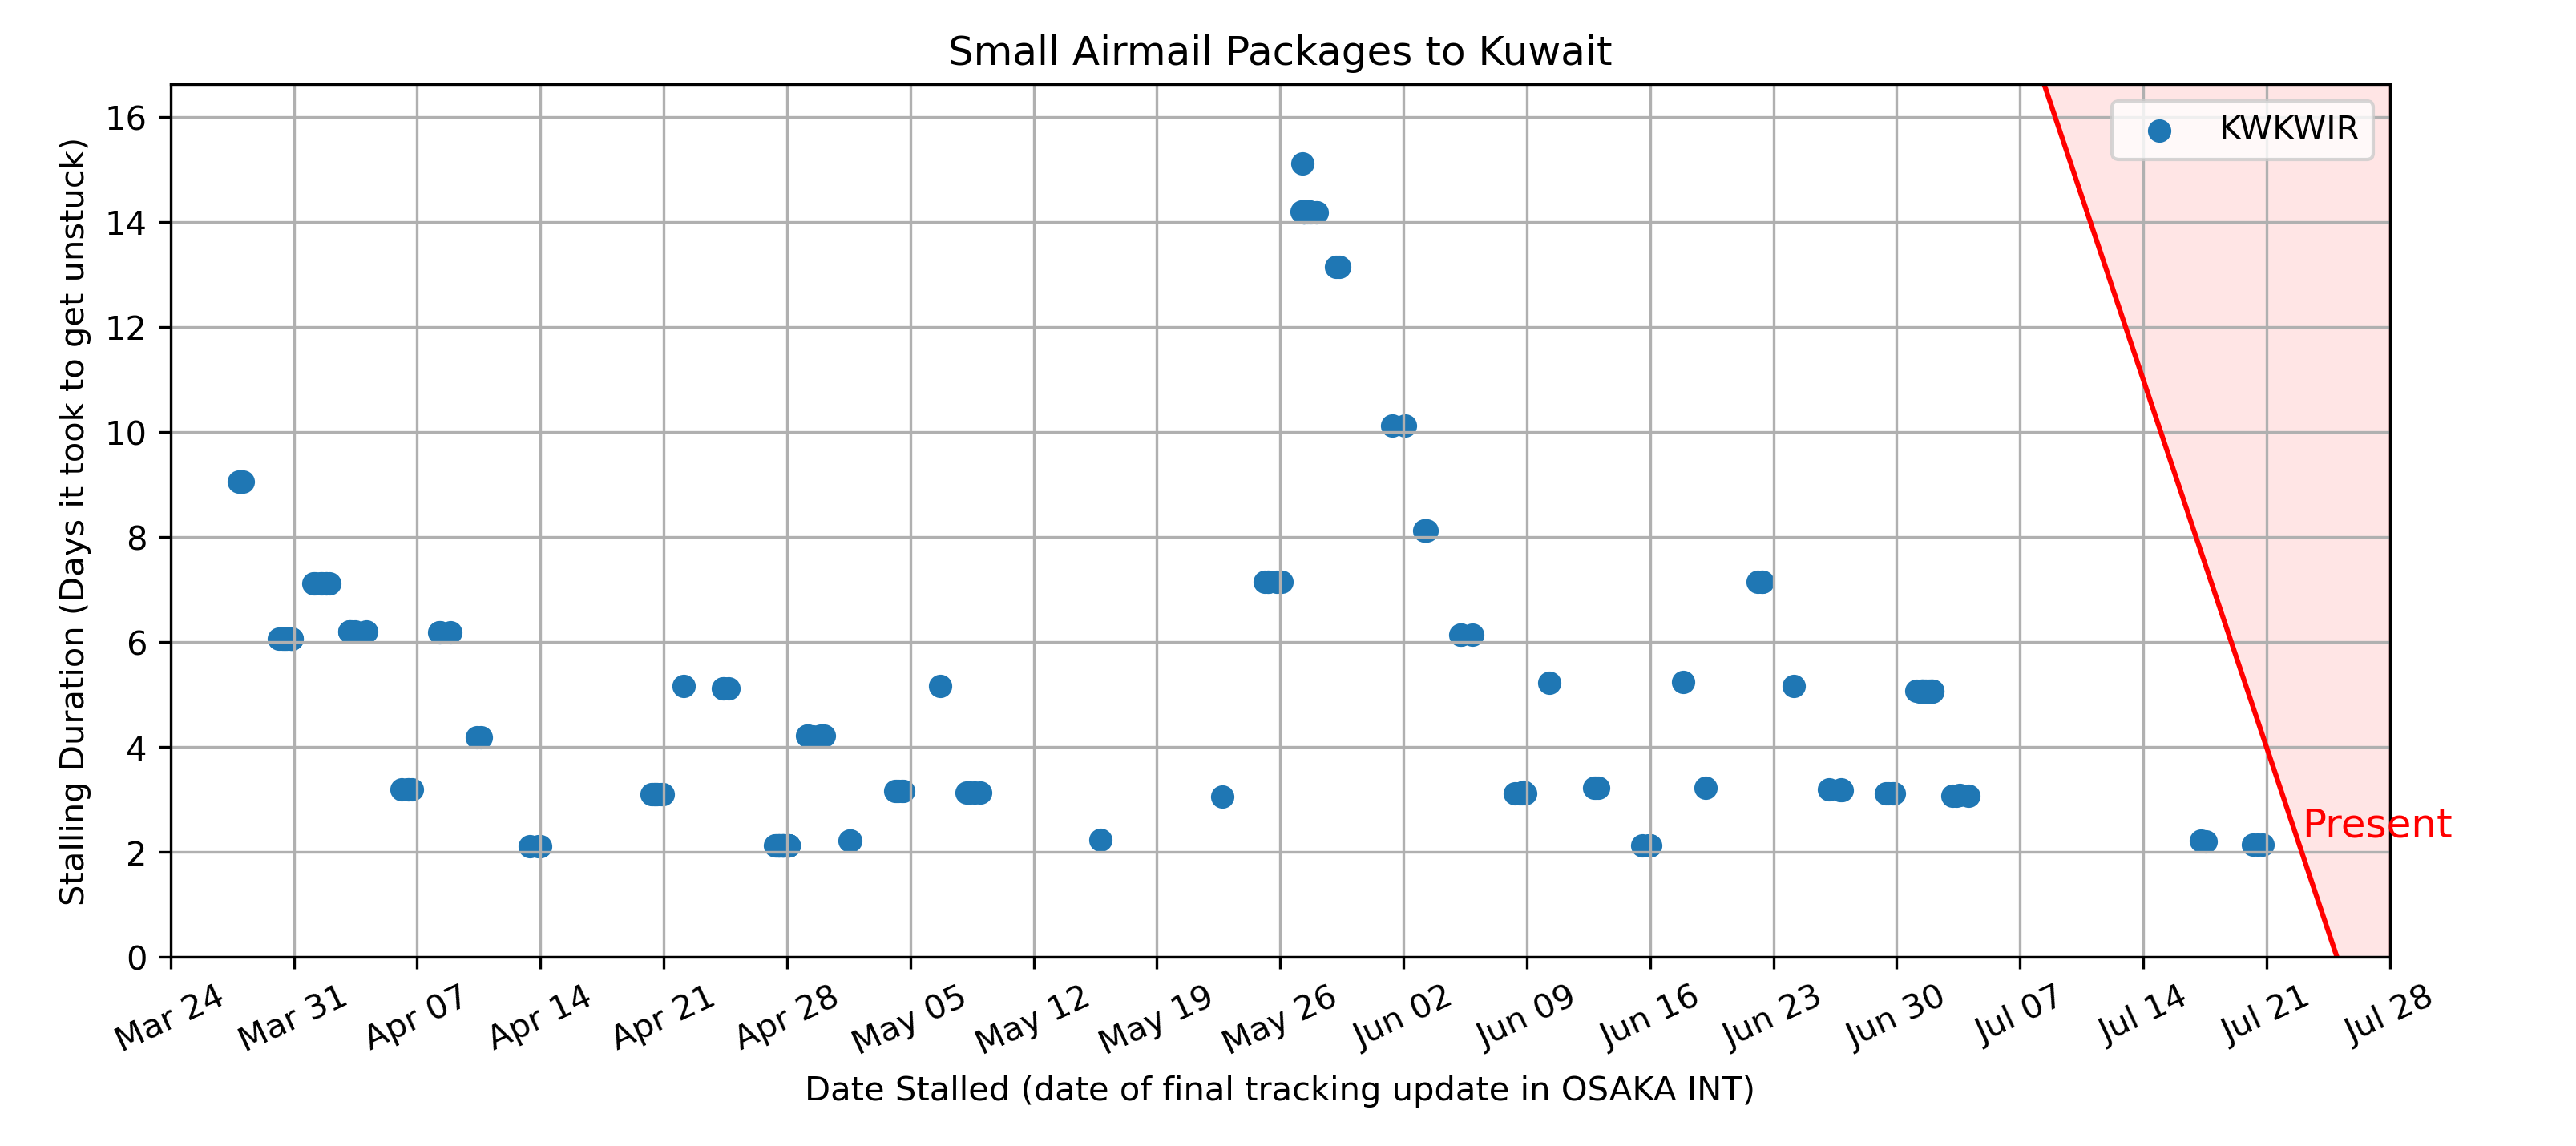 Small Airmail Packages to Kuwait
KWKWIR
Stalling Duration (Days it took to get unstuck)
16
14
12
10
8
6
4
2
0
Present
Mar 24
Mar 31
Apr 07
Apr 14
Apr 21
Apr 28
May 05
May 12
May 19
May 26
Jun 02
Jun 09
Jun 16
Jun 23
Jun 30
Jul 07
Jul 14
Jul 21
Jul 28
Date Stalled (date of final tracking update in OSAKA INT)